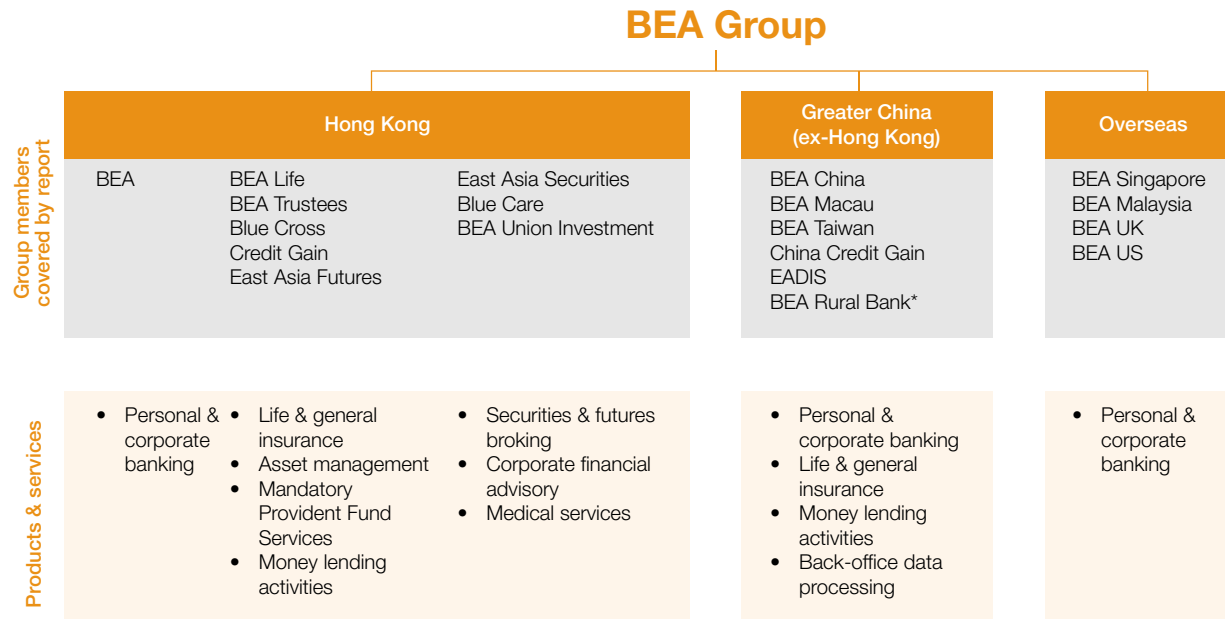 BEA Group
Hong Kong
Greater China
(ex-Hong Kong)
Overseas
Group members
covered by report
BEA
BEA Life
BEA Trustees
Blue Cross
Credit Gain
East Asia Futures
East Asia Securities
Blue Care
BEA Union Investment
BEA China
BEA Macau
BEA Taiwan
China Credit Gain
EADIS
BEA Rural Bank*
BEA Singapore
BEA Malaysia
BEA UK
BEA US
Products & services
• Personal &
corporate
banking
• Life & general
insurance
• Asset management
• Mandatory
Provident Fund
Services
• Money lending
activities
• Securities & futures
broking
• Corporate financial
advisory
• Medical services
• Personal &
corporate banking
• Life & general
insurance
• Money lending
activities
• Back-office data
processing
• Personal &
corporate
banking